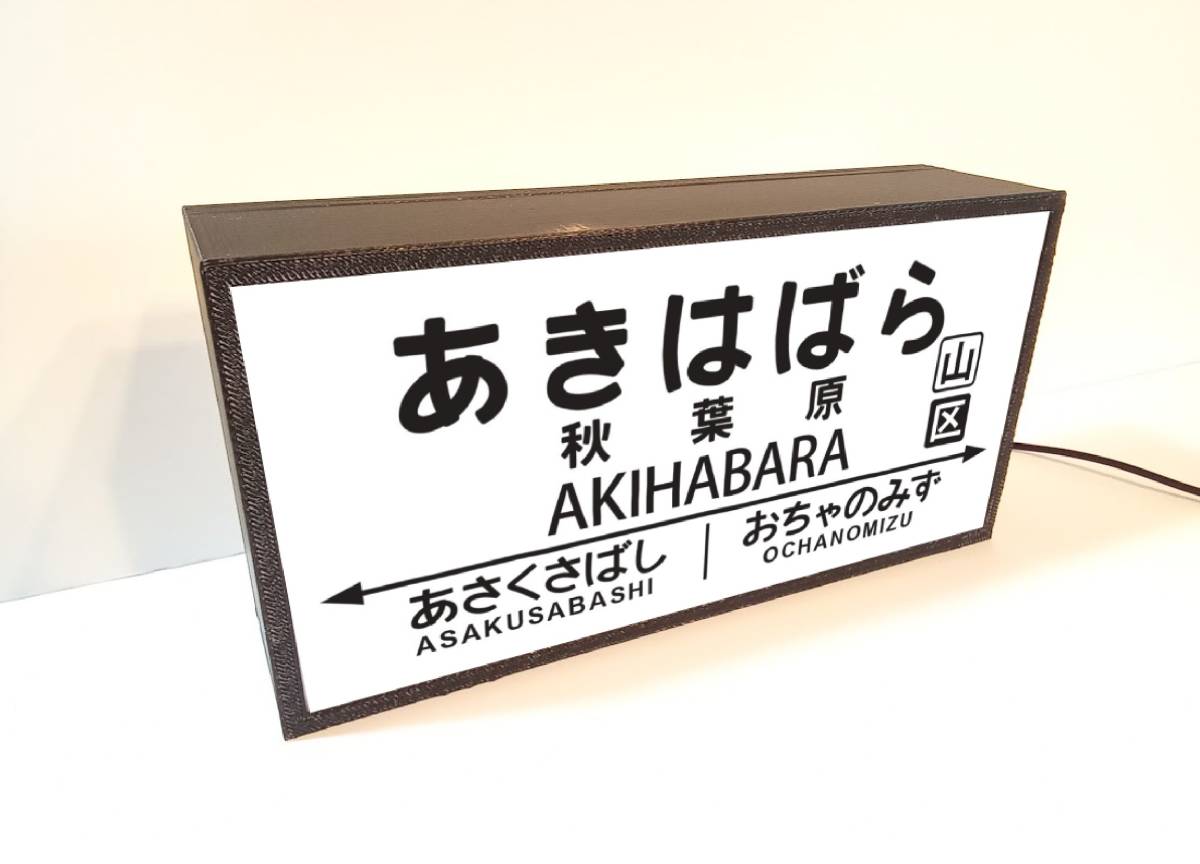 あきはばら
山
区
秋葉原
AKIHABARA
あさくさばし
ASAKUSABASHI
おちゃのみず
OCHANOMIZU